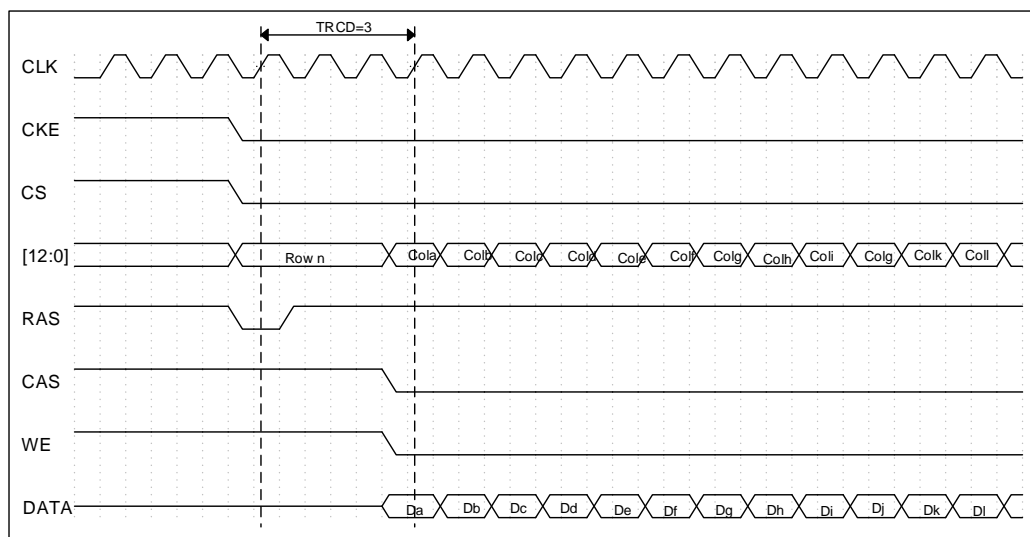 TRCD=3
CLK
CKE
CS
[12:0] Row n Cola Colb Colc Cold Cole Colf Colg Colh Coli Colg Colk Coll
RAS
CAS
WE
DATA Da Db Dc Dd De Df Dg Dh Di Dj Dk Dl